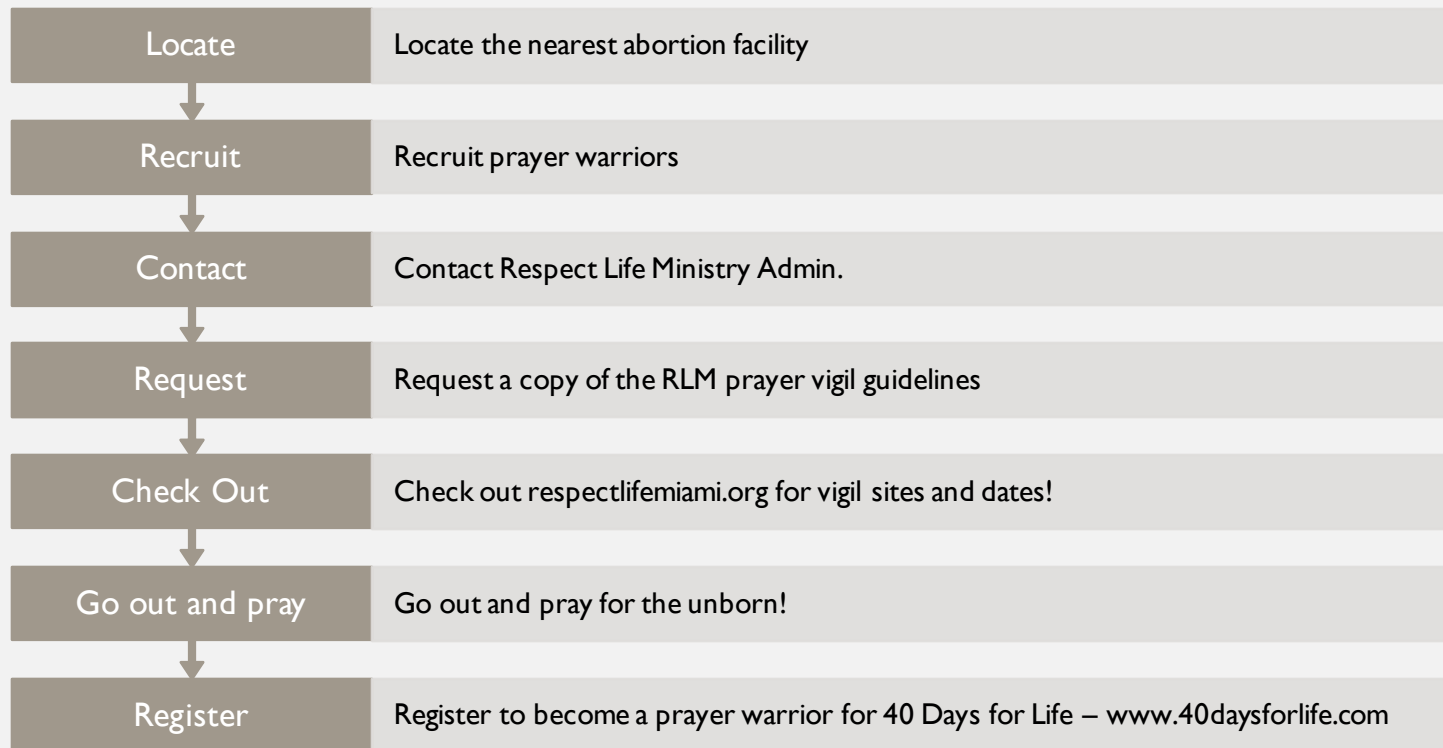 Locate
Locate the nearest abortion facility
Recruit
Recruit prayer warriors
Contact
Contact Respect Life Ministry Admin.
Request
Request a copy of the RLM prayer vigil guidelines
Check Out
Check out respectlifemiami.org for vigil sites and dates!
Go out and pray
Go out and pray for the unborn!
Register
Register to become a prayer warrior for 40 Days for Life – www.40daysforlife.com